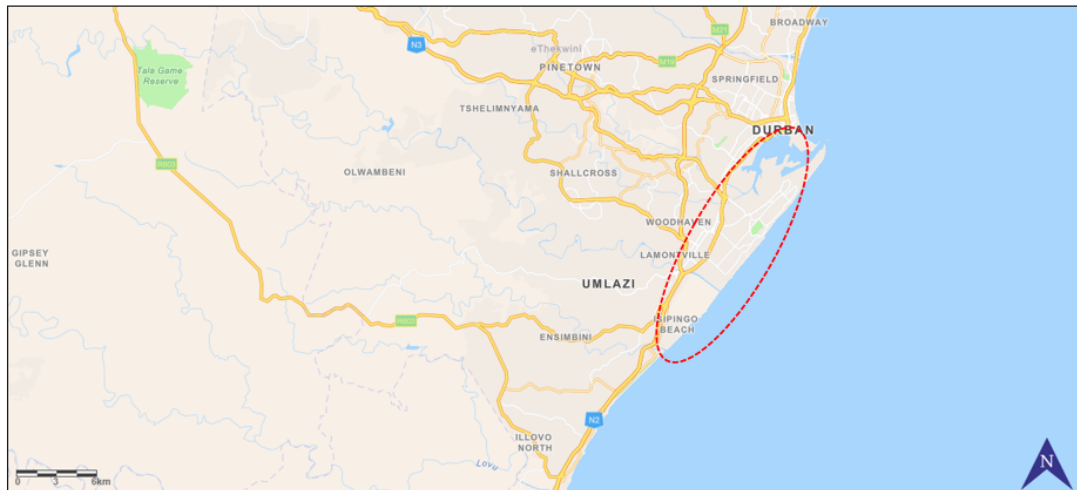 BROADWAY
M21
N3
eThekwini
PINETOWN
M19
Tala Game
Reserve
SPRINGFIELD
TSHELIMNYAMA
DURBAN
R603
OLWAMBENI
SHALLCROSS
WOODHAVEN
GIPSEY
GLENN
LAMONTVILLE
UMLAZI
R603
ISIPINGO
BEACH
ENSIMBINI
N2
ILLOVO
NORTH
Lovu
N
0 3 6km